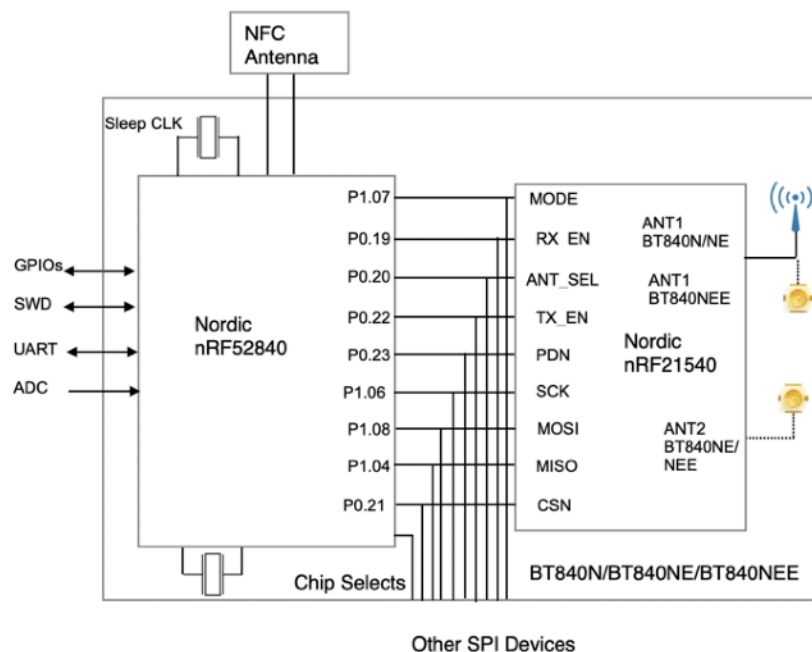 NFC
Antenna
Sleep CLK
GPIOs
SWD
UART
ADC
Nordic
nRF52840
P1.07
P0.19
P0.20
P0.22
P0.23
P1.06
P1.08
P1.04
P0.21
MODE
RX_EN
ANT_SEL
TX_EN
PDN
SCK
MOSI
MISO
CSN
ANT1
BT840N/NE
ANT1
BT840NEE
Nordic
nRF21540
ANT2
BT840NE/
NEE
Chip Selects
BT840N/BT840NE/BT840NEE
Other SPI Devices